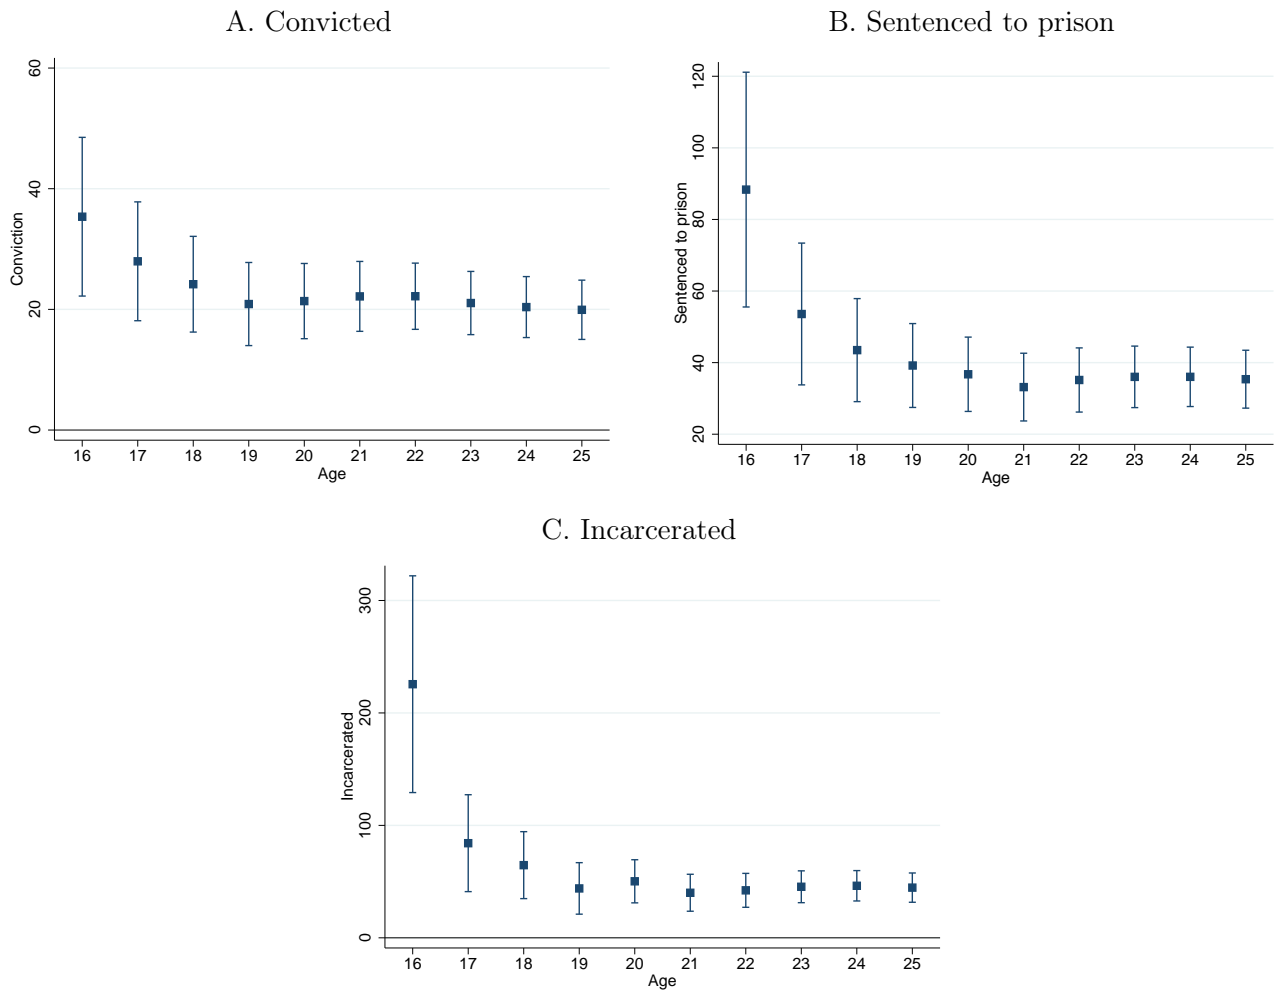 A. Convicted
Conviction
60
40
20
0
16 17 18 19 20 21 22 23 24 25
Age
B. Sentenced to prison
Sentenced to prison
120
100
80
60
40
20
16 17 18 19 20 21 22 23 24 25
Age
C. Incarcerated
Incarcerated
300
200
100
0
16 17 18 19 20 21 22 23 24 25
Age